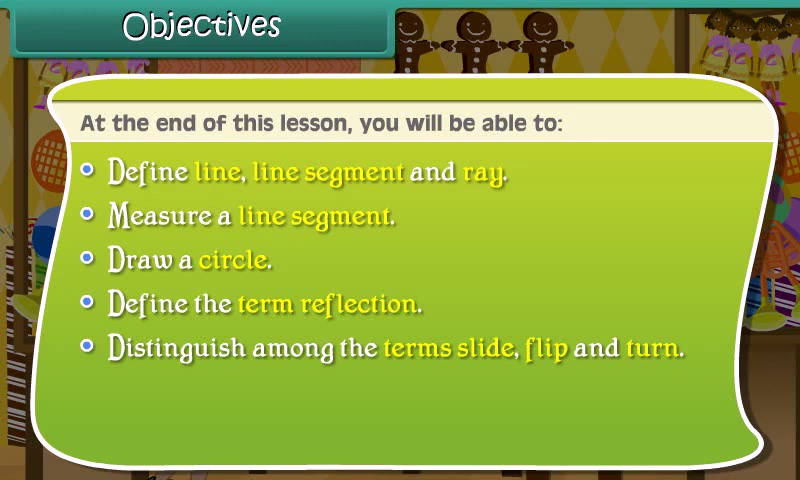 Objectives
At the end of this lesson, you will be able to:
Define line, line segment and ray.
Measure a line segment.
Draw a circle.
Define the term reflection.
Distinguish among the terms slide, flip and turn.